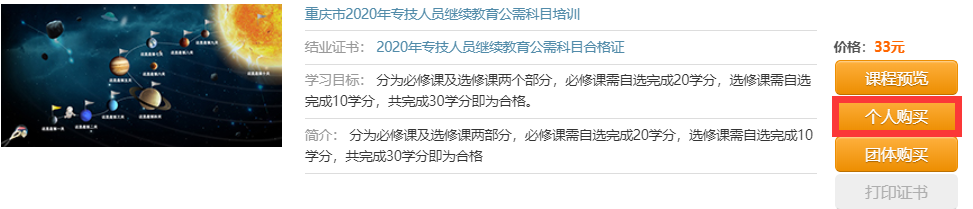 重庆市2020年专技人员继续教育公需科目培训
结业证书： 2020年专技人员继续教育公需科目合格证
学习目标： 分为必修课及选修课两个部分，必修课需自选完成20学分，选修课需自选
完成10学分，共完成30学分即为合格。
简介： 分为必修课及选修课两部分，必修课需自选完成20学分，选修课需自选完成10
学分，共完成30学分即为合格
价格：33元
课程预览
个人购买
团体购买
打印证书